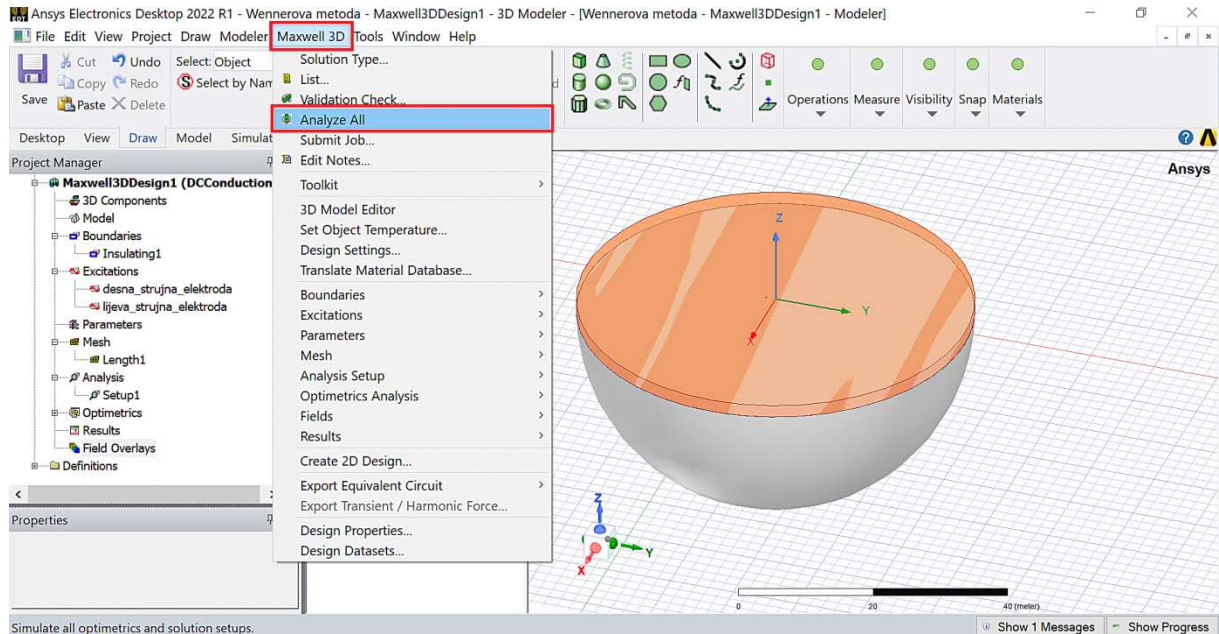 Ansys Electronics Desktop 2022 R1 - Wennerova metoda - Maxwell3DDesign1 - 3D Modeler - [Wennerova metoda - Maxwell3DDesign1 - Modeler]
File Edit View Project Draw Modeler Maxwell 3D Tools Window Help
Save
Cut Undo
Copy Redo
Paste Delete
Select: Object
Select by Nam
Operations Measure Visibility Snap Materials
Desktop View Draw Model Simulat
Project Manager
Maxwell3DDesign1 (DCConduction
3D Components
Model
Boundaries
Insulating1
Excitations
desna_strujna_elektroda
lijeva_strujna_elektroda
Parameters
Mesh
Length1
Analysis
Setup1
Optimetrics
Results
Field Overlays
Definitions
Properties
Solution Type...
List...
Validation Check...
Analyze All
Submit Job...
Edit Notes...
Toolkit
3D Model Editor
Set Object Temperature...
Design Settings...
Translate Material Database...
Boundaries
Excitations
Parameters
Mesh
Analysis Setup
Optimetrics Analysis
Fields
Results
Create 2D Design...
Export Equivalent Circuit
Export Transient / Harmonic Force...
Design Properties...
Design Datasets...
Ansys
Z
Y
X
Z
Y
X
0 20 40 (meter)
Simulate all optimetrics and solution setups.
Show 1 Messages Show Progress